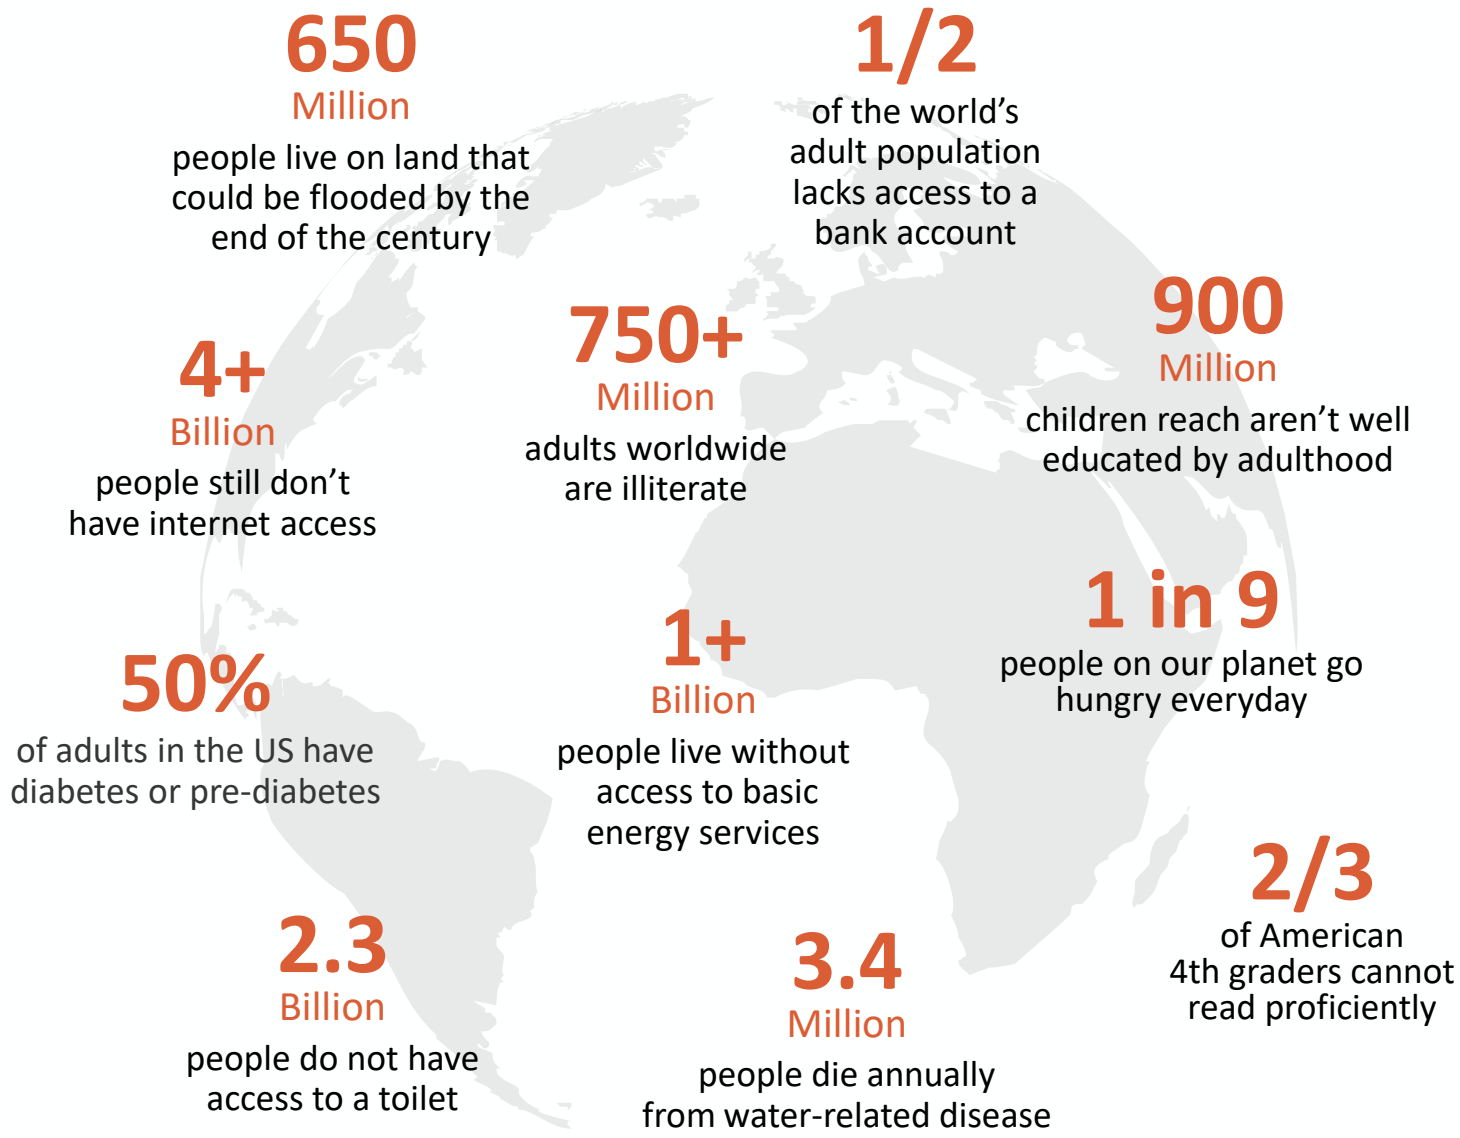 650
Million
people live on land that
could be flooded by the
end of the century
1/2
of the world’s
adult population
lacks access to a
bank account
4+
Billion
people still don’t
have internet access
750+
Million
adults worldwide
are illiterate
900
Million
children reach aren’t well
educated by adulthood
50%
of adults in the US have
diabetes or pre-diabetes
1+
Billion
people live without
access to basic
energy services
1 in 9
people on our planet go
hungry everyday
2.3
Billion
people do not have
access to a toilet
3.4
Million
people die annually
from water-related disease
2/3
of American
4th graders cannot
read proficiently